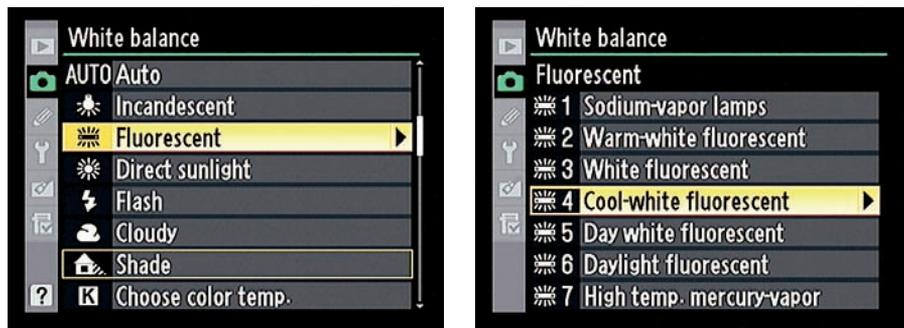 White balance
AUTO Auto
Incandescent
Fluorescent
Direct sunlight
Flash
Cloudy
Shade
? K Choose color temp.
White balance
Fluorescent
1 Sodium-vapor lamps
2 Warm-white fluorescent
3 White fluorescent
4 Cool-white fluorescent
5 Day white fluorescent
6 Daylight fluorescent
7 High temp. mercury-vapor